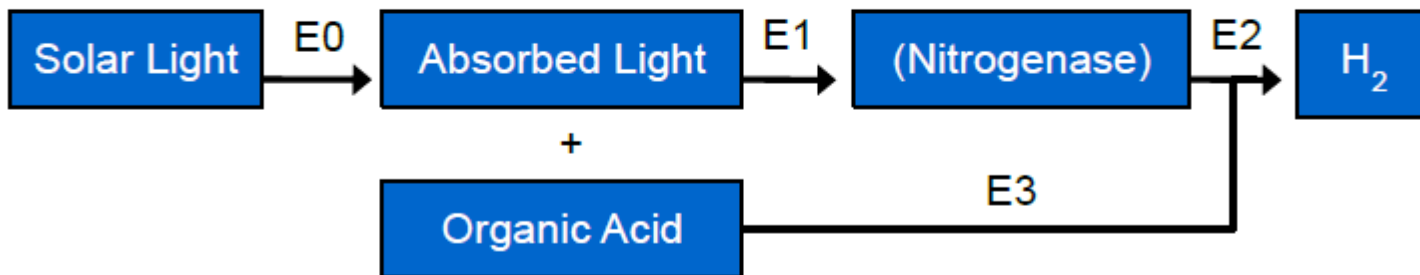 Solar Light
E0
Absorbed Light
E1
(Nitrogenase)
E2
H₂
+
Organic Acid
E3